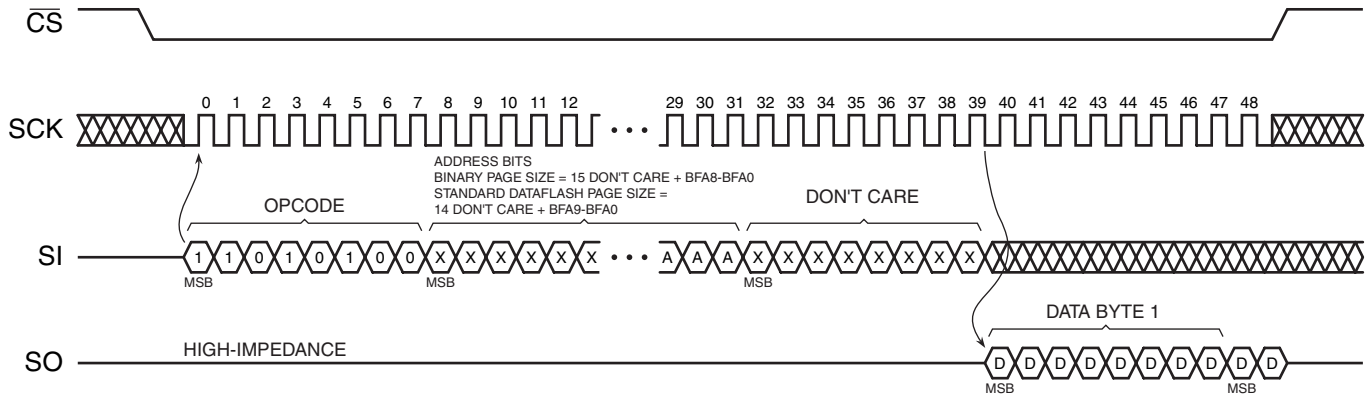 CS
SCK
0 1 2 3 4 5 6 7 8 9 10 11 12 • • • 29 30 31 32 33 34 35 36 37 38 39 40 41 42 43 44 45 46 47 48
ADDRESS BITS
BINARY PAGE SIZE = 15 DON'T CARE + BFA8-BFA0
STANDARD DATAFLASH PAGE SIZE =
14 DON'T CARE + BFA9-BFA0
OPCODE
DON'T CARE
SI
1 1 0 1 0 1 0 0 X X X X X X • • • A A A X X X X X X X X
MSB MSB MSB
DATA BYTE 1
SO
HIGH-IMPEDANCE
D D D D D D D D D D
MSB MSB